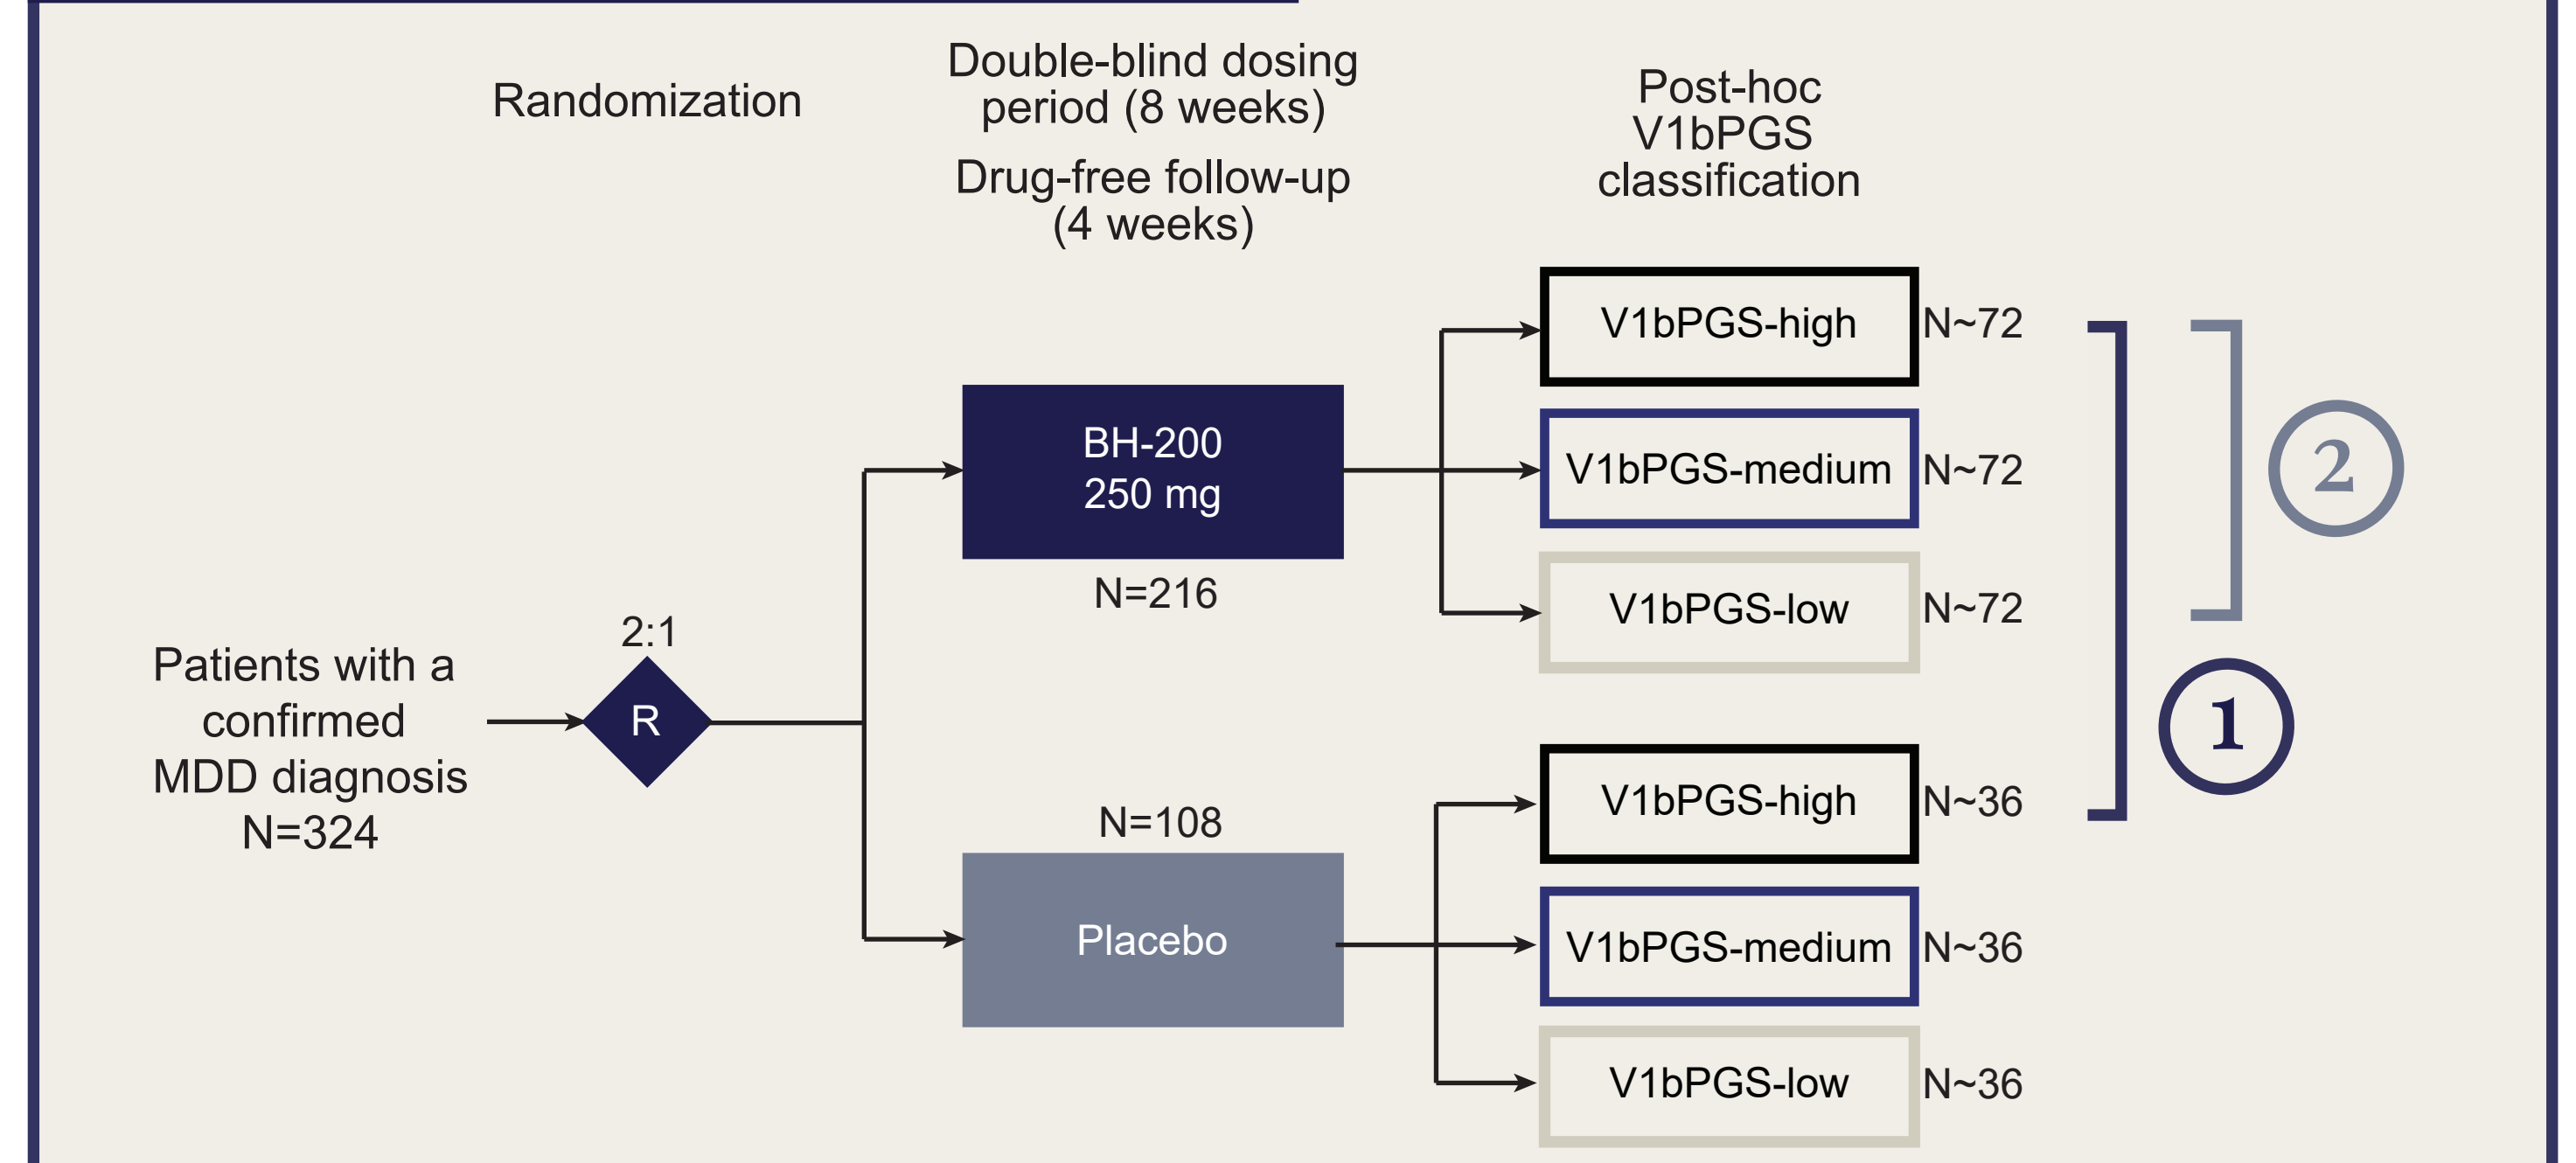 Randomization
Double-blind dosing
period (8 weeks)
Drug-free follow-up
(4 weeks)
Post-hoc
V1bPGS
classification
Patients with a
confirmed
MDD diagnosis
N=324
2:1
R
BH-200
250 mg
N=216
V1bPGS-high
N~72
V1bPGS-medium
N~72
V1bPGS-low
N~72
N=108
Placebo
V1bPGS-high
N~36
V1bPGS-medium
N~36
V1bPGS-low
N~36
2
1